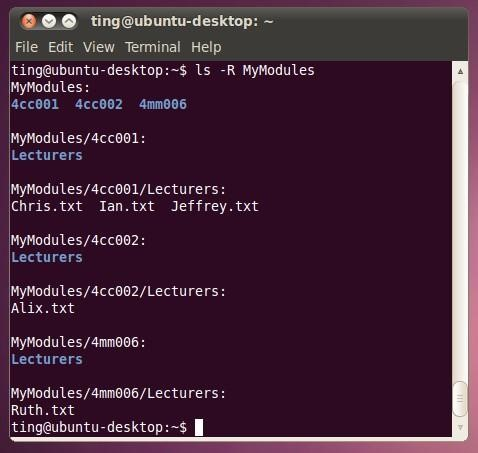 ting@ubuntu-desktop: ~
File Edit View Terminal Help
ting@ubuntu-desktop:~$ ls -R MyModules
MyModules:
4cc001  4cc002  4mm006

MyModules/4cc001:
Lecturers

MyModules/4cc001/Lecturers:
Chris.txt  Ian.txt  Jeffrey.txt

MyModules/4cc002:
Lecturers

MyModules/4cc002/Lecturers:
Alix.txt

MyModules/4mm006:
Lecturers

MyModules/4mm006/Lecturers:
Ruth.txt
ting@ubuntu-desktop:~$